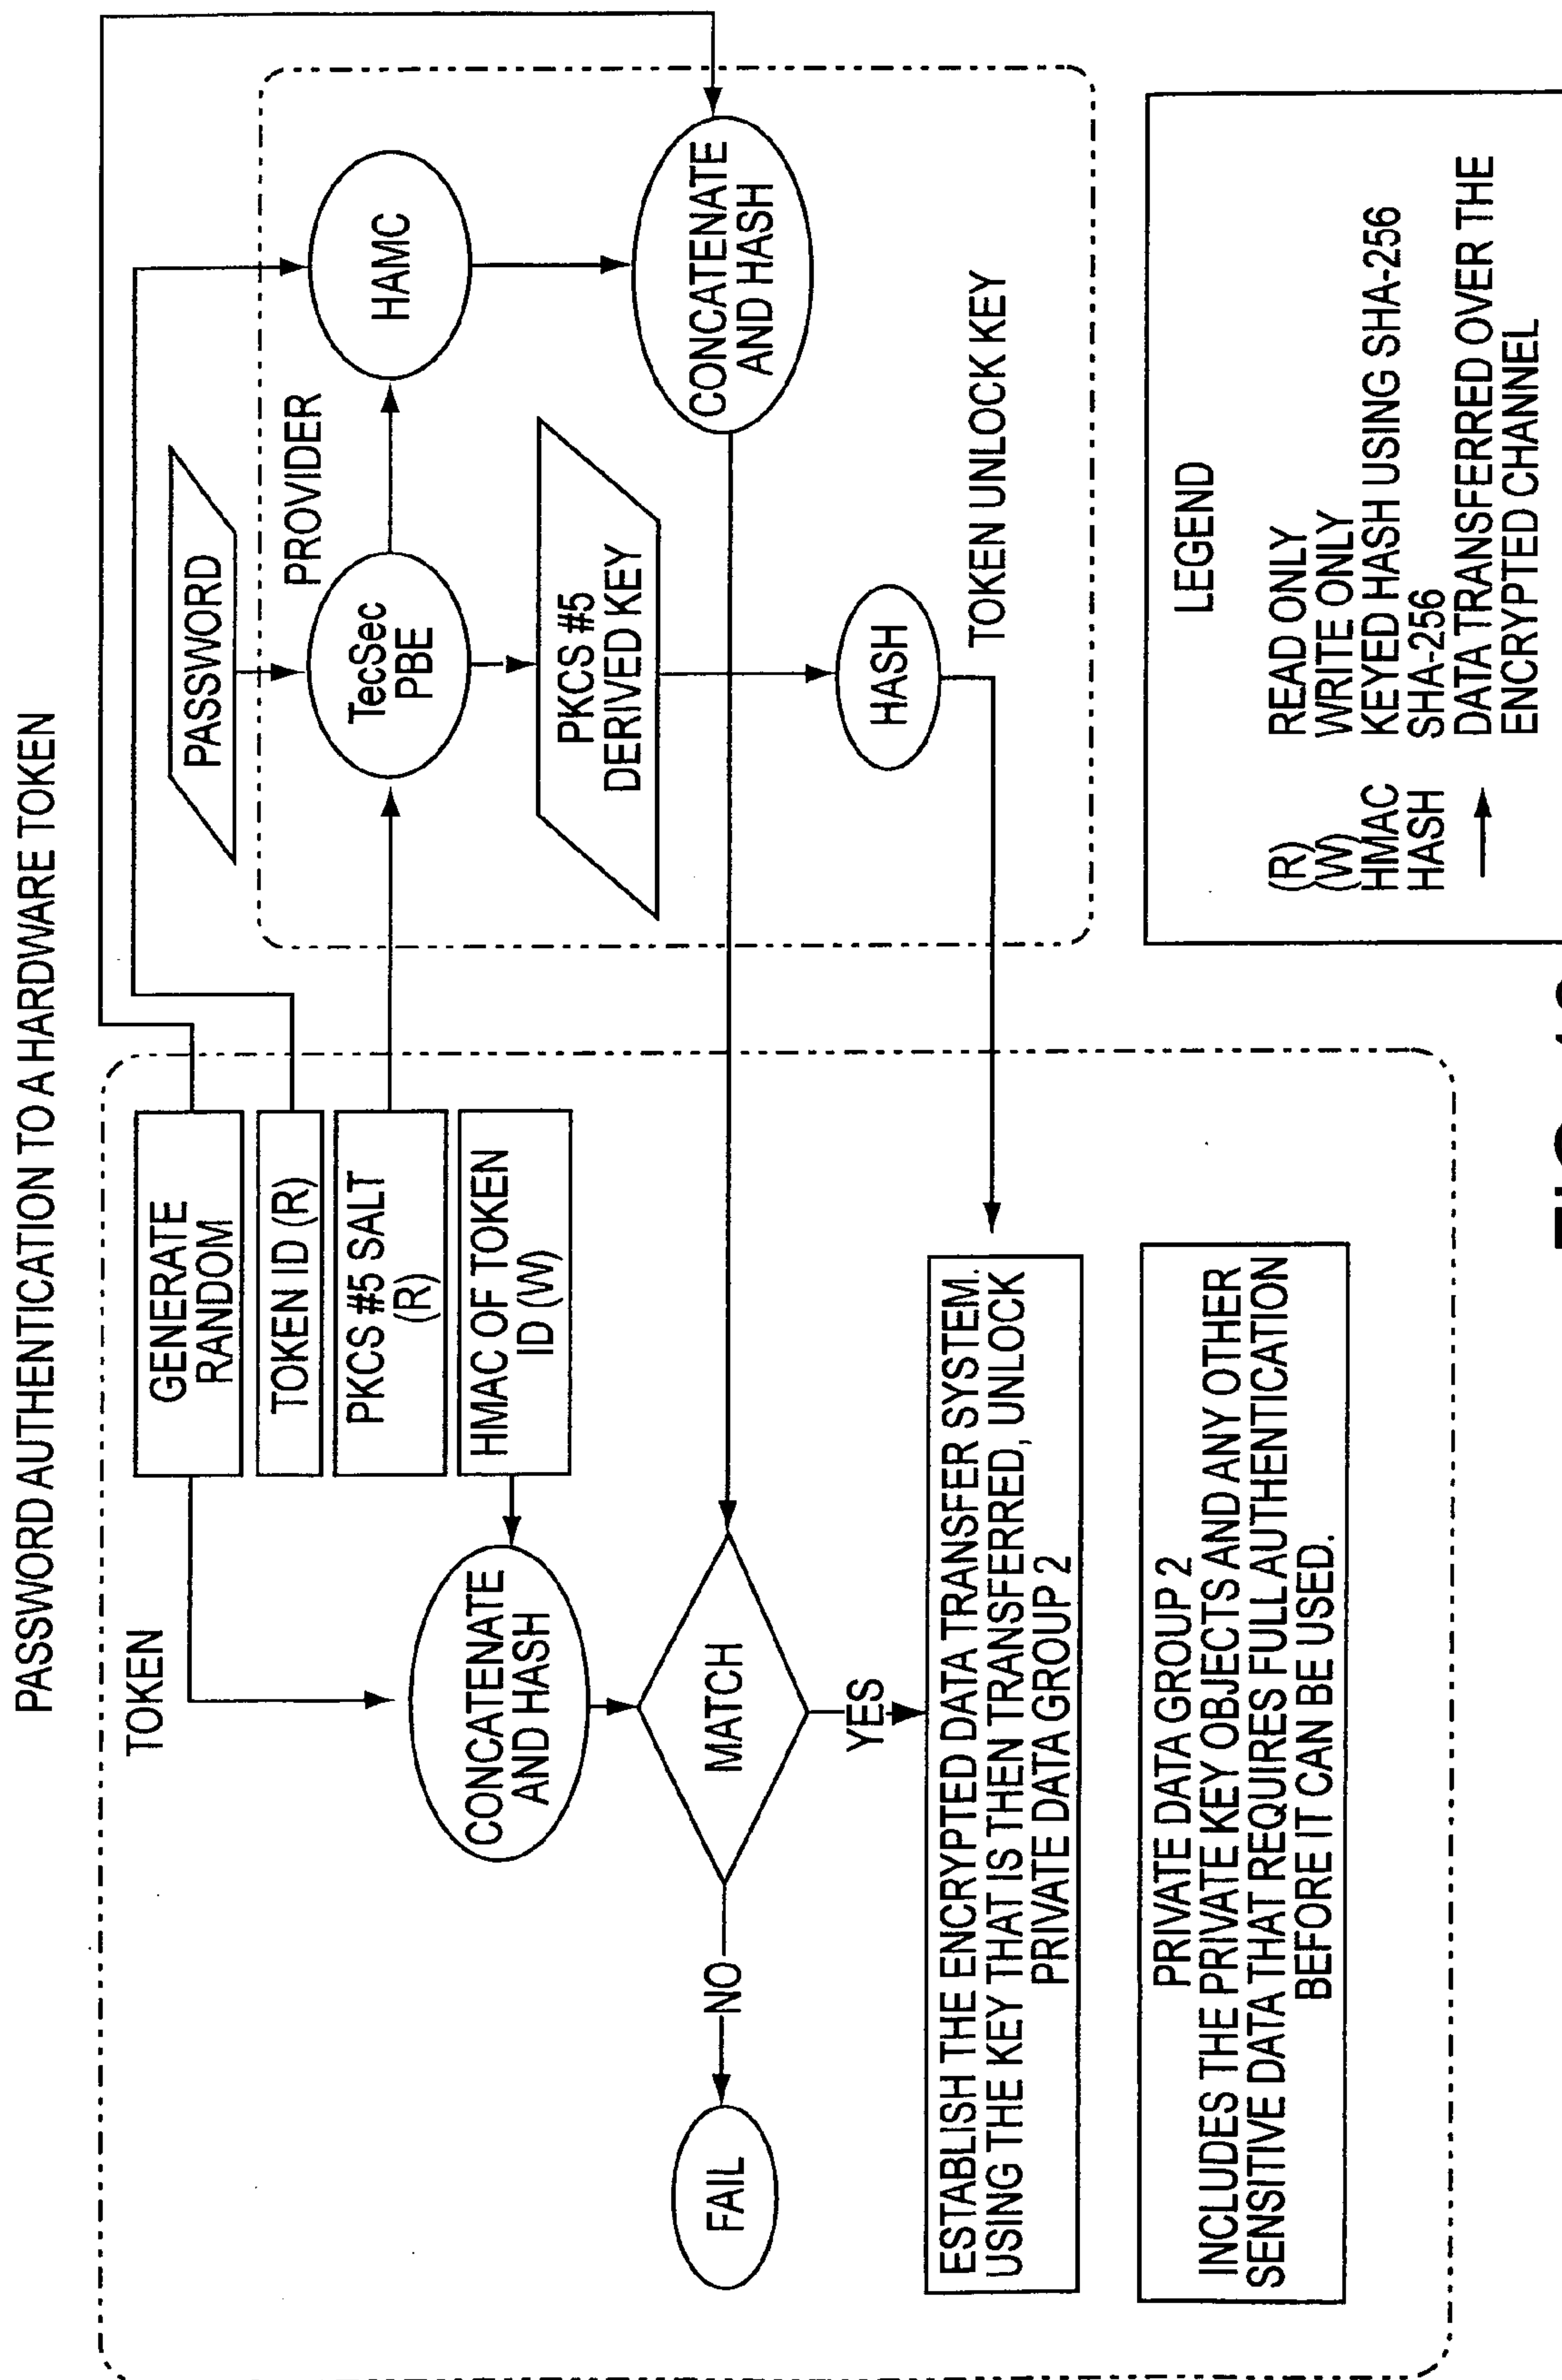 PASSWORD AUTHENTICATION TO A HARDWARE TOKEN
TOKEN
GENERATE
RANDOM
TOKEN ID (R)
PKCS #5 SALT
(R)
HMAC OF TOKEN
ID (W)
CONCATENATE
AND HASH
MATCH
NO
FAIL
YES
ESTABLISH THE ENCRYPTED DATA TRANSFER SYSTEM.
USING THE KEY THAT IS THEN TRANSFERRED, UNLOCK
PRIVATE DATA GROUP 2
PRIVATE DATA GROUP 2
INCLUDES THE PRIVATE KEY OBJECTS AND ANY OTHER
SENSITIVE DATA THAT REQUIRES FULL AUTHENTICATION
BEFORE IT CAN BE USED.
PASSWORD
PROVIDER
TecSec
PBE
HAMC
PKCS #5
DERIVED KEY
CONCATENATE
AND HASH
HASH
TOKEN UNLOCK KEY
LEGEND
(R) READ ONLY
(W) WRITE ONLY
HMAC KEYED HASH USING SHA-256
HASH SHA-256
DATA TRANSFERRED OVER THE
ENCRYPTED CHANNEL